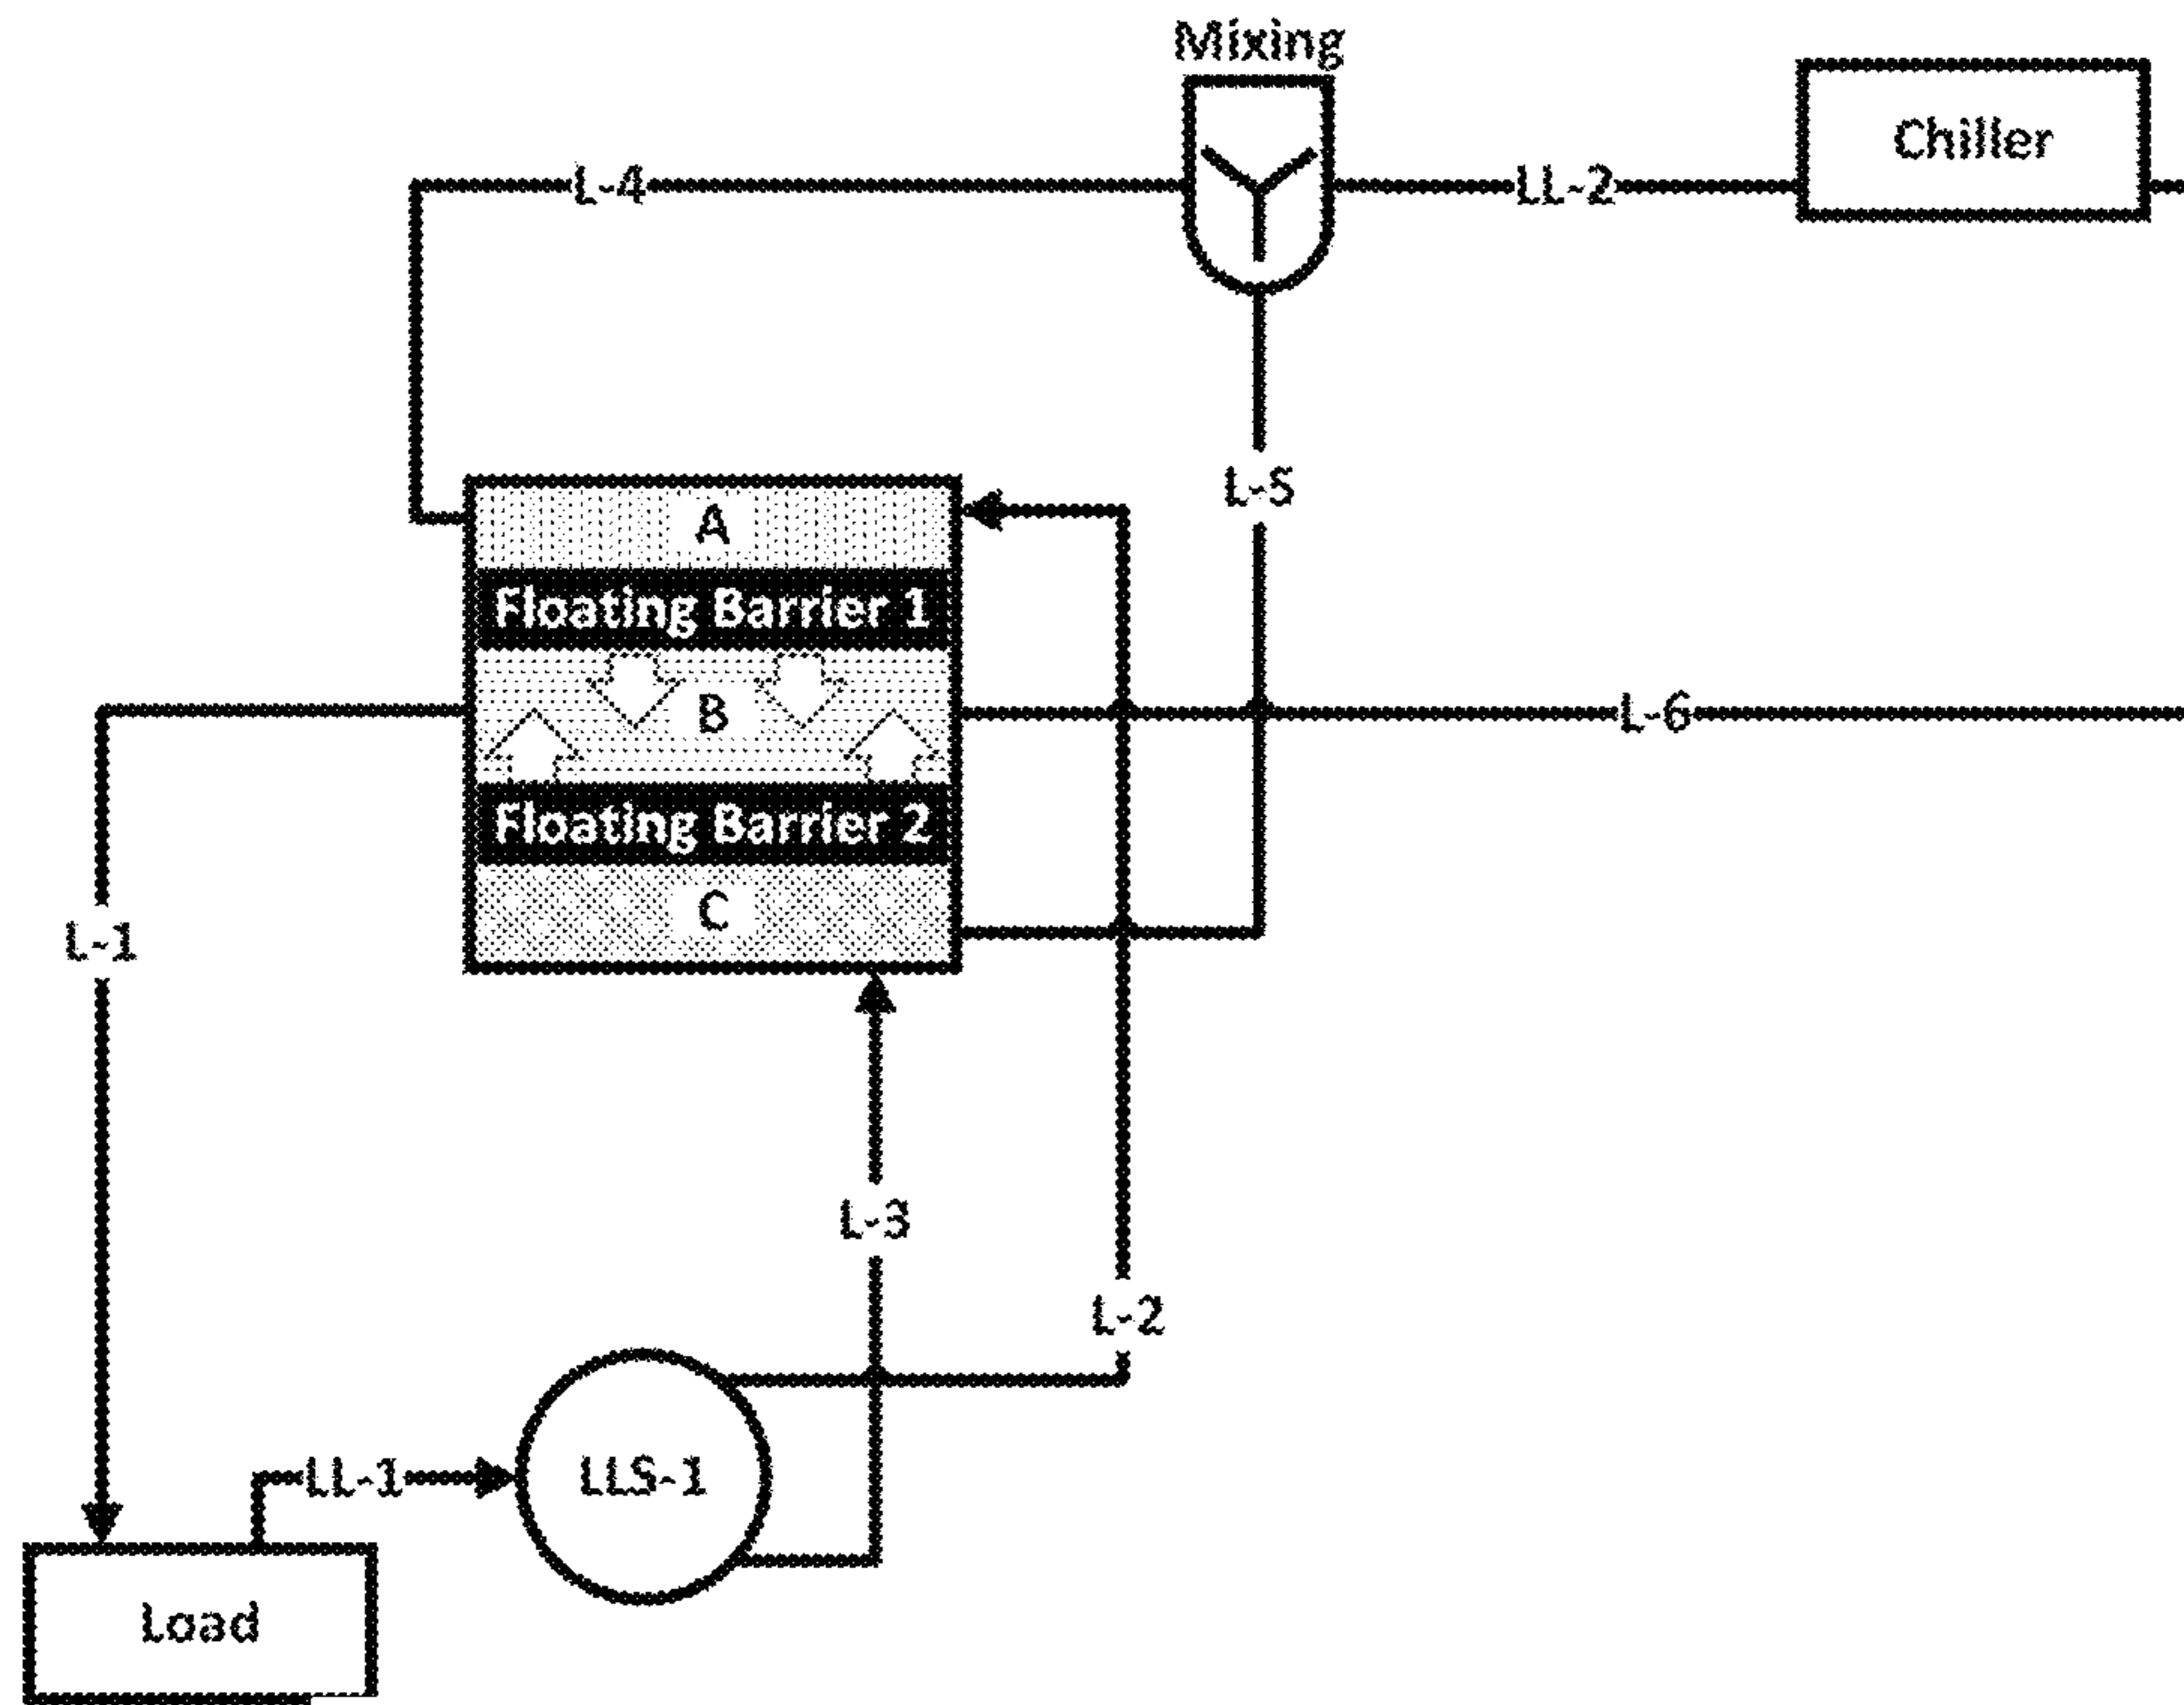 Mixing
Chiller
L-4
LL-2
L-5
A
Floating Barrier 1
B
L-6
Floating Barrier 2
C
L-1
L-3
L-2
LL-1
LLS-1
Load